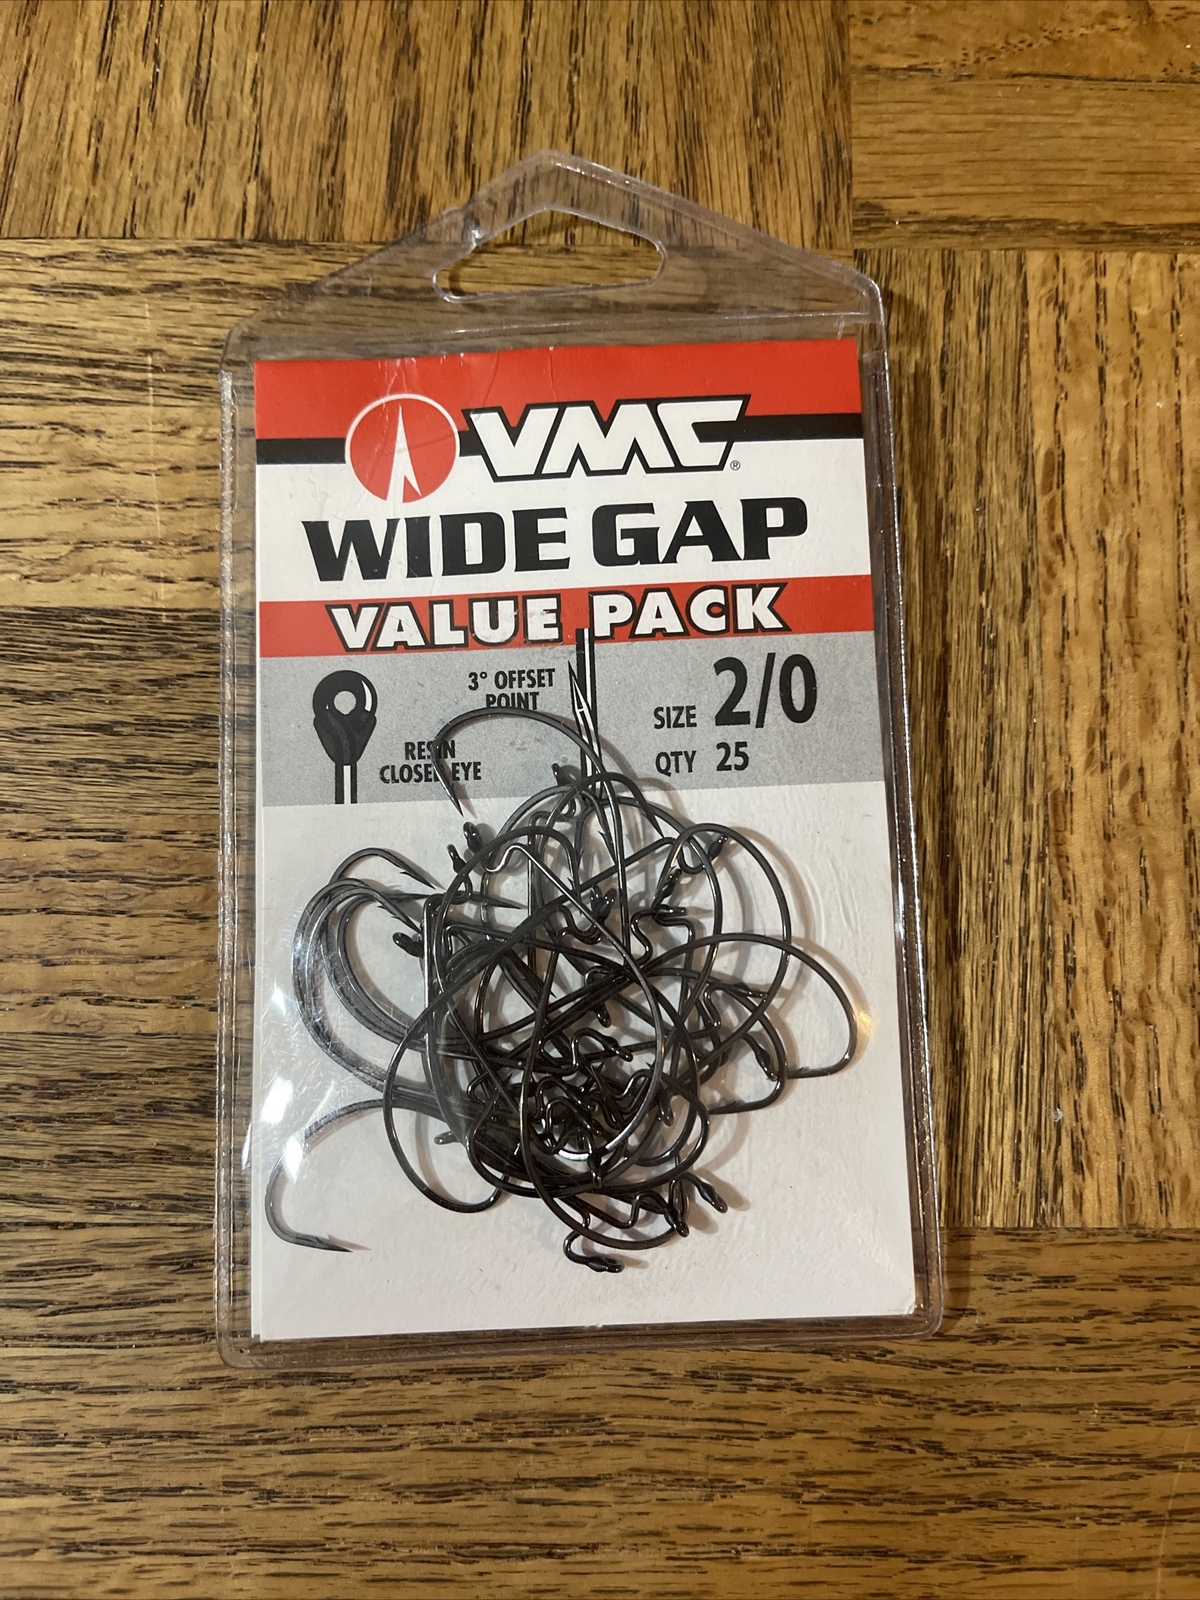 VMC®
WIDE GAP
VALUE PACK
3° OFFSET
POINT
RESIN
CLOSED EYE
SIZE 2/0
QTY 25